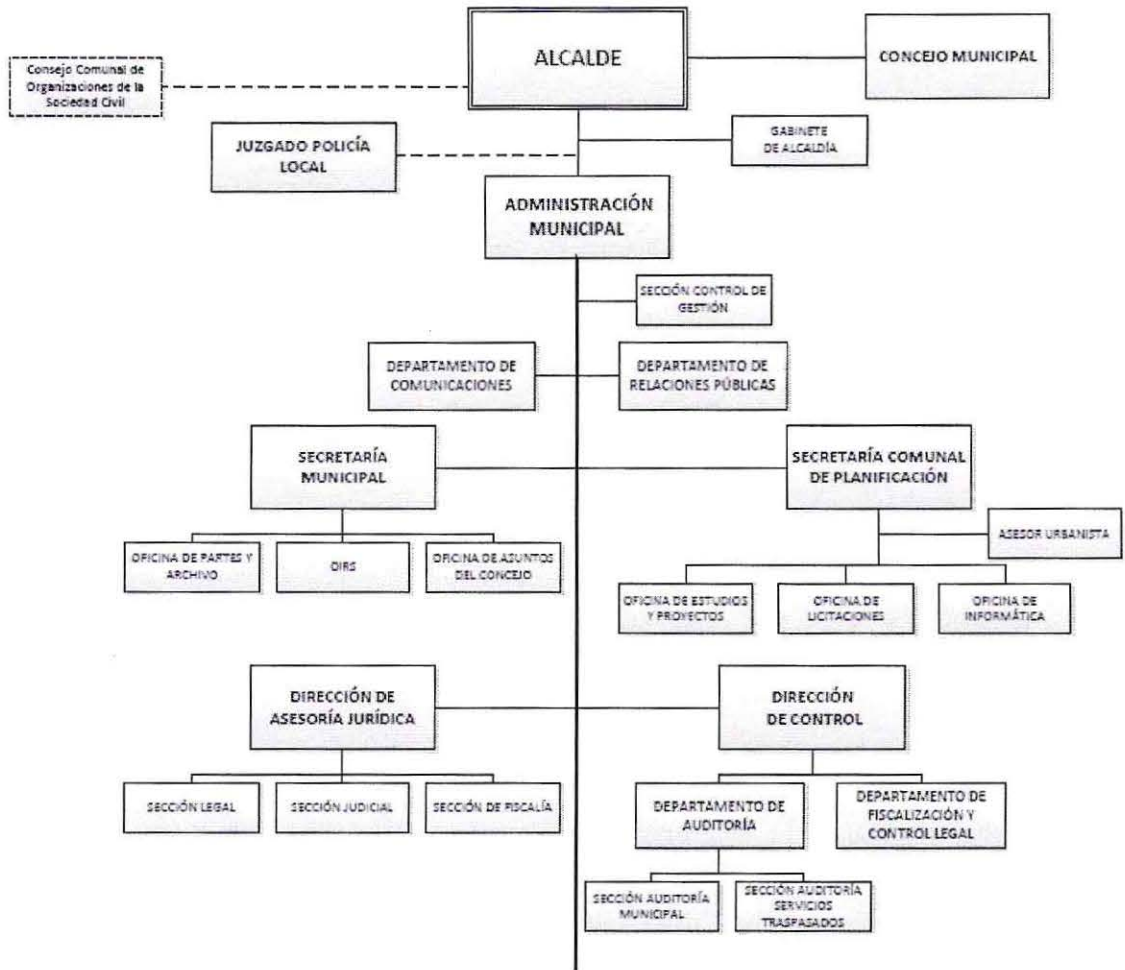 ALCALDE
CONCEJO MUNICIPAL
Consejo Comunal de
Organizaciones de la
Sociedad Civil
GABINETE
DE ALCALDÍA
JUZGADO POLICÍA
LOCAL
ADMINISTRACIÓN
MUNICIPAL
SECCIÓN CONTROL DE
GESTIÓN
DEPARTAMENTO DE
COMUNICACIONES
DEPARTAMENTO DE
RELACIONES PÚBLICAS
SECRETARÍA
MUNICIPAL
SECRETARÍA COMUNAL
DE PLANIFICACIÓN
OFICINA DE PARTES Y
ARCHIVO
OIRS
OFICINA DE ASUNTOS
DEL CONCEJO
ASESOR URBANISTA
OFICINA DE ESTUDIOS
Y PROYECTOS
OFICINA DE
LICITACIONES
OFICINA DE
INFORMÁTICA
DIRECCIÓN DE
ASESORÍA JURÍDICA
DIRECCIÓN
DE CONTROL
SECCIÓN LEGAL
SECCIÓN JUDICIAL
SECCIÓN DE FISCALÍA
DEPARTAMENTO DE
AUDITORÍA
DEPARTAMENTO DE
FISCALIZACIÓN Y
CONTROL LEGAL
SECCIÓN AUDITORÍA
MUNICIPAL
SECCIÓN AUDITORÍA
SERVICIOS
TRASPASADOS